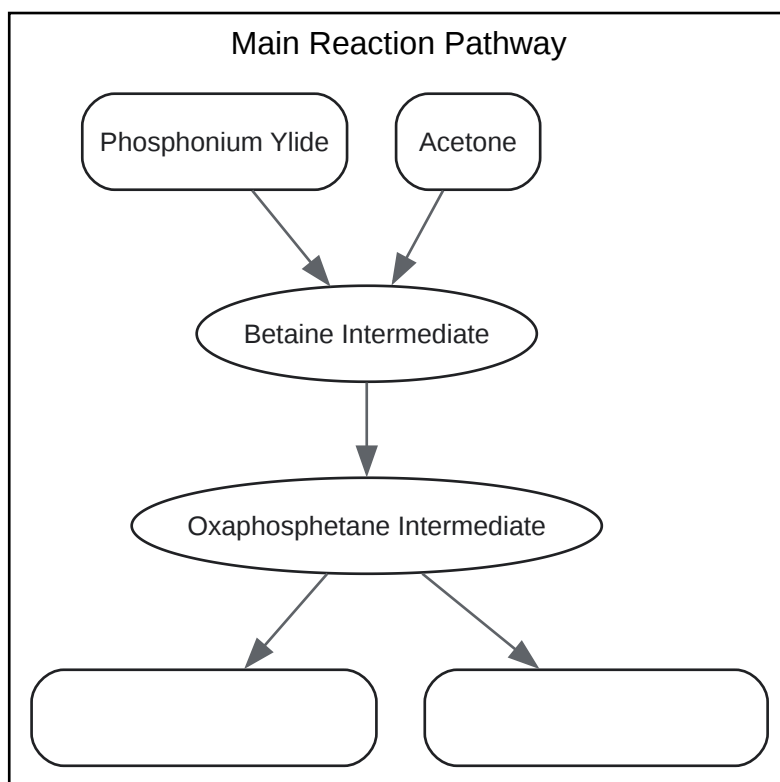 Main Reaction Pathway
Phosphonium Ylide
Acetone
Betaine Intermediate
Oxaphosphetane Intermediate